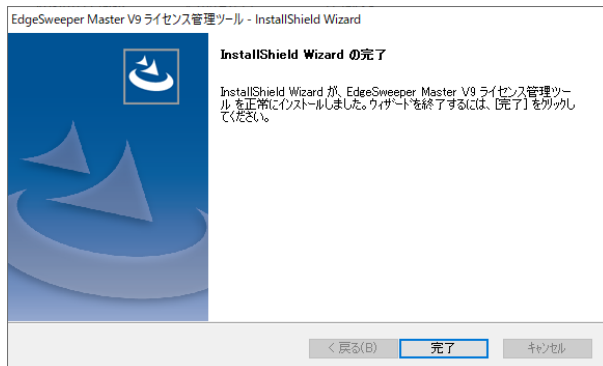 EdgeSweeper Master V9 ライセンス管理ツール - InstallShield Wizard
InstallShield Wizard の完了
InstallShield Wizard が、EdgeSweeper Master V9 ライセンス管理ツー
ル を正常にインストールしました。ウィザードを終了するには、[完了] をクリックし
てください。
< 戻る(B)
完了
キャンセル